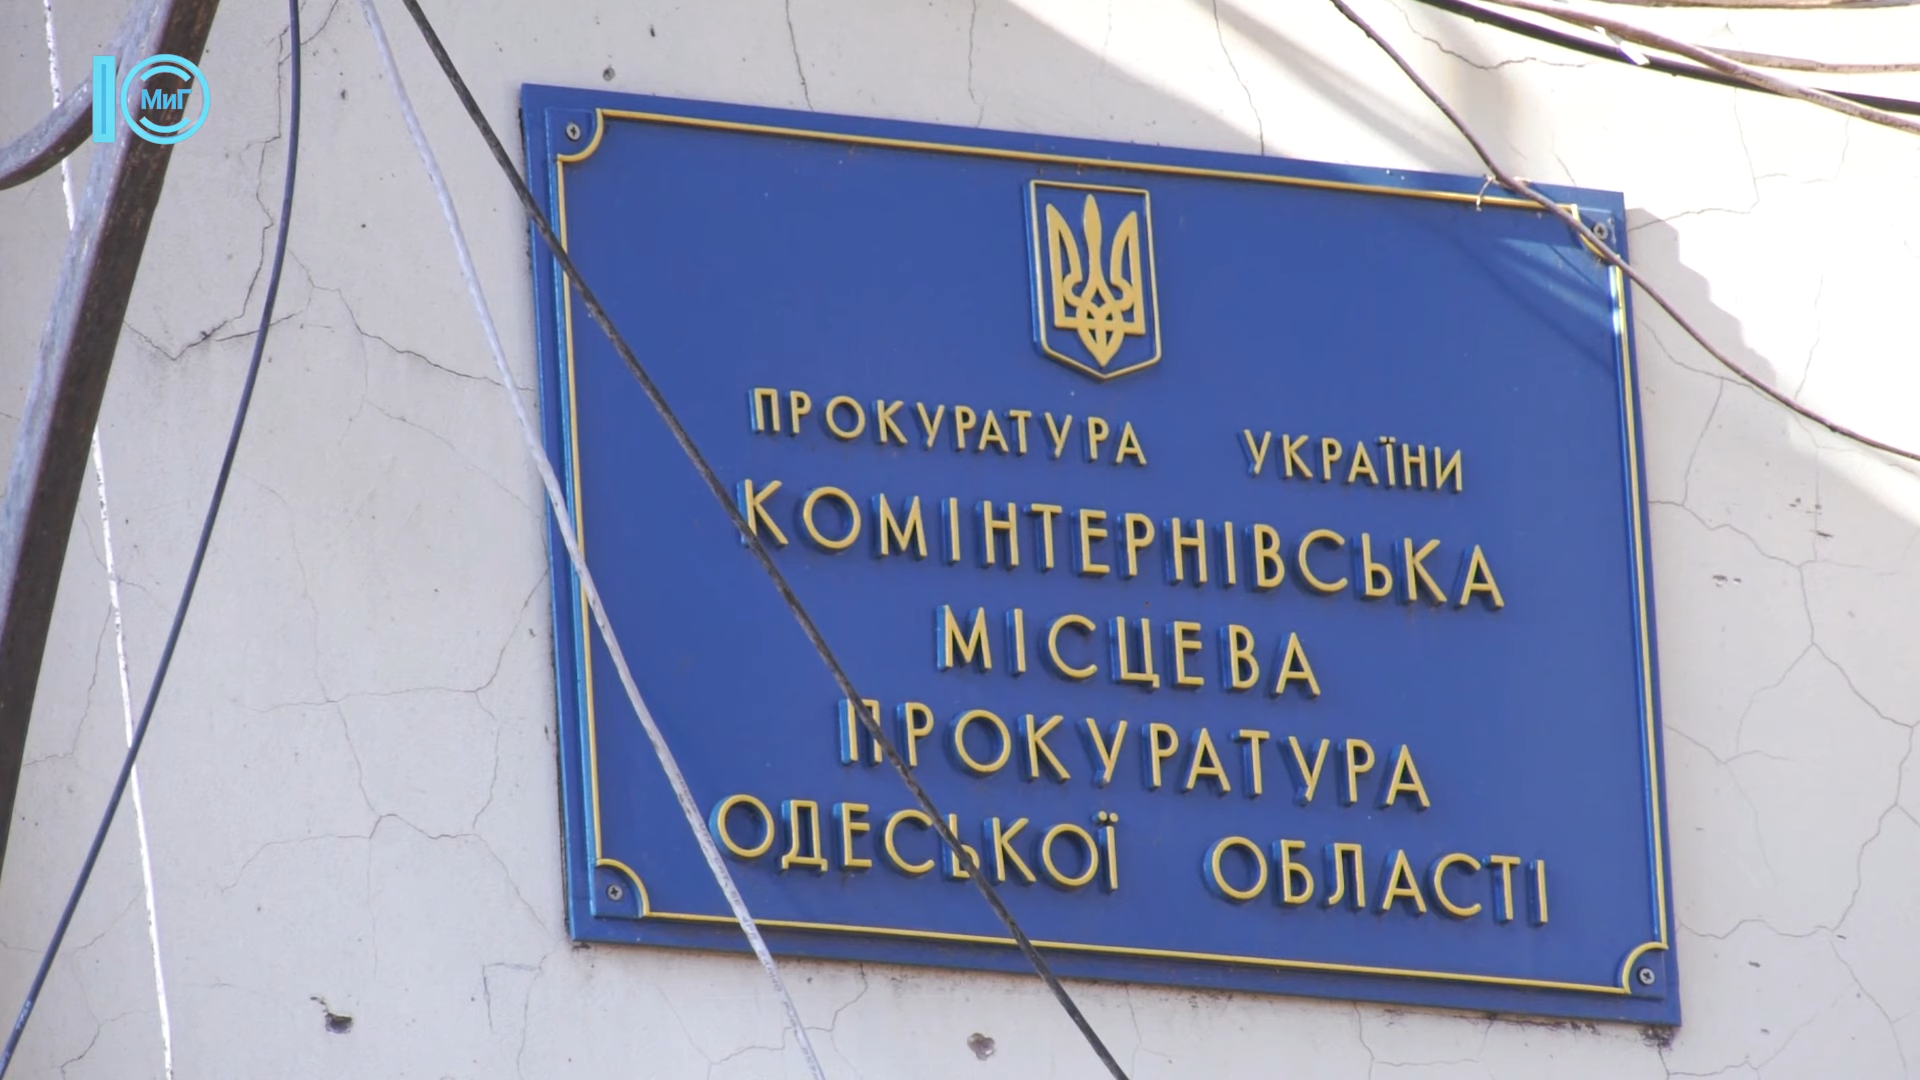 МиГ
ПРОКУРАТУРА УКРАЇНИ
КОМІНТЕРНІВСЬКА
МІСЦЕВА
ПРОКУРАТУРА
ОДЕСЬКОЇ ОБЛАСТІ